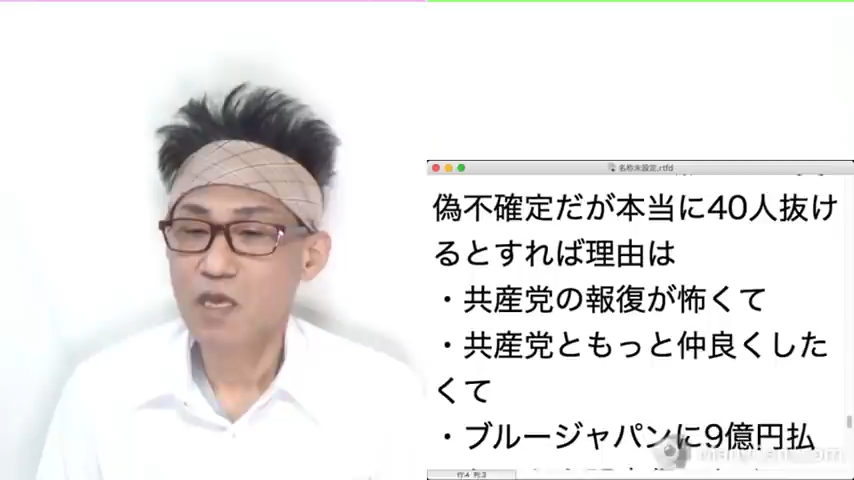 名称未設定.rtfd
偽不確定だが本当に40人抜け
るとすれば理由は
・共産党の報復が怖くて
・共産党ともっと仲良くした
くて
・ブルージャパンに9億円払